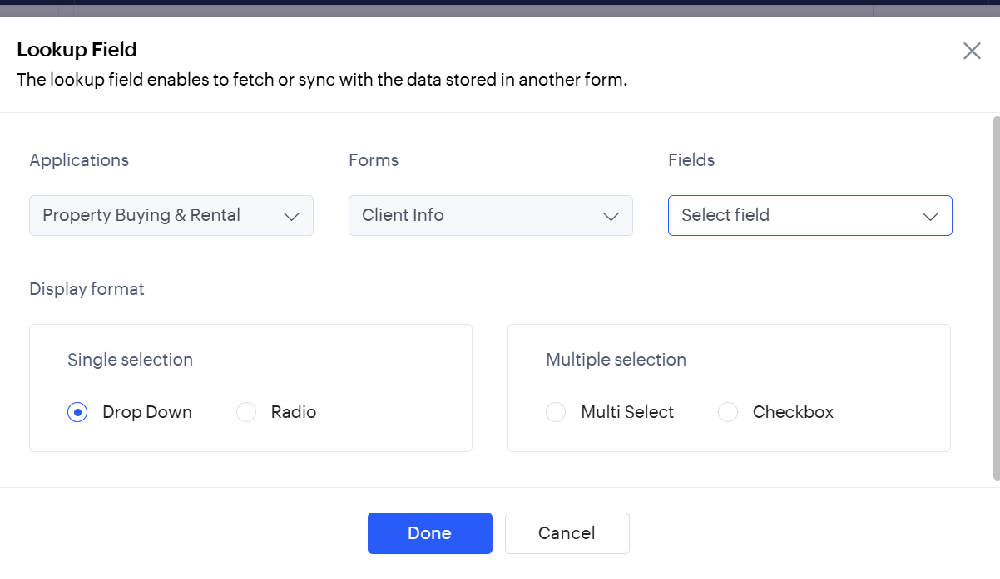 Lookup Field
The lookup field enables to fetch or sync with the data stored in another form.
Applications
Forms
Fields
Property Buying & Rental
Client Info
Select field
Display format
Single selection
Multiple selection
Drop Down
Radio
Multi Select
Checkbox
Done
Cancel